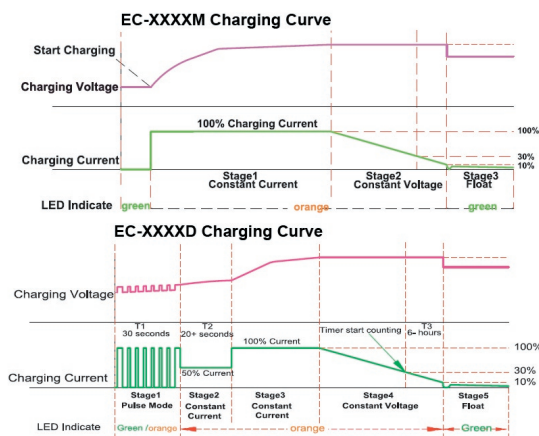 EC-XXXXM Charging Curve
Start Charging
Charging Voltage
100% Charging Current
100%
Charging Current
30%
10%
Stage1
Constant Current
Stage2
Constant Voltage
Stage3
Float
LED Indicate
green
orange
green
EC-XXXXD Charging Curve
Charging Voltage
T1
30 seconds
T2
20+ seconds
T3
6- hours
Timer start counting
100% Current
100%
50% Current
30%
Charging Current
10%
Stage1
Pulse Mode
Stage2
Constant
Current
Stage3
Constant
Current
Stage4
Constant Voltage
Stage5
Float
LED Indicate
Green /orange
orange
Green